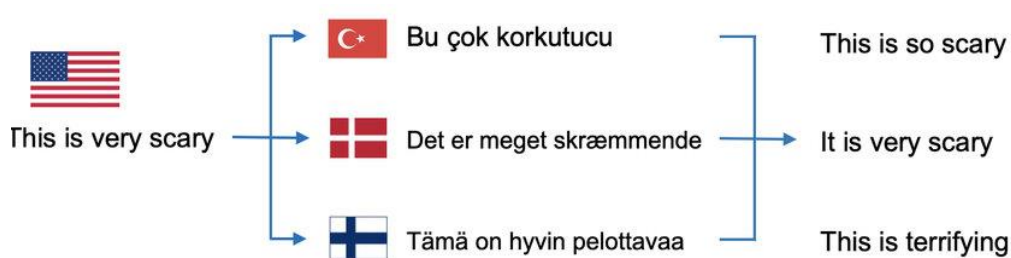 This is very scary
Bu çok korkutucu
Det er meget skræmmende
Tämä on hyvin pelottavaa
This is so scary
It is very scary
This is terrifying